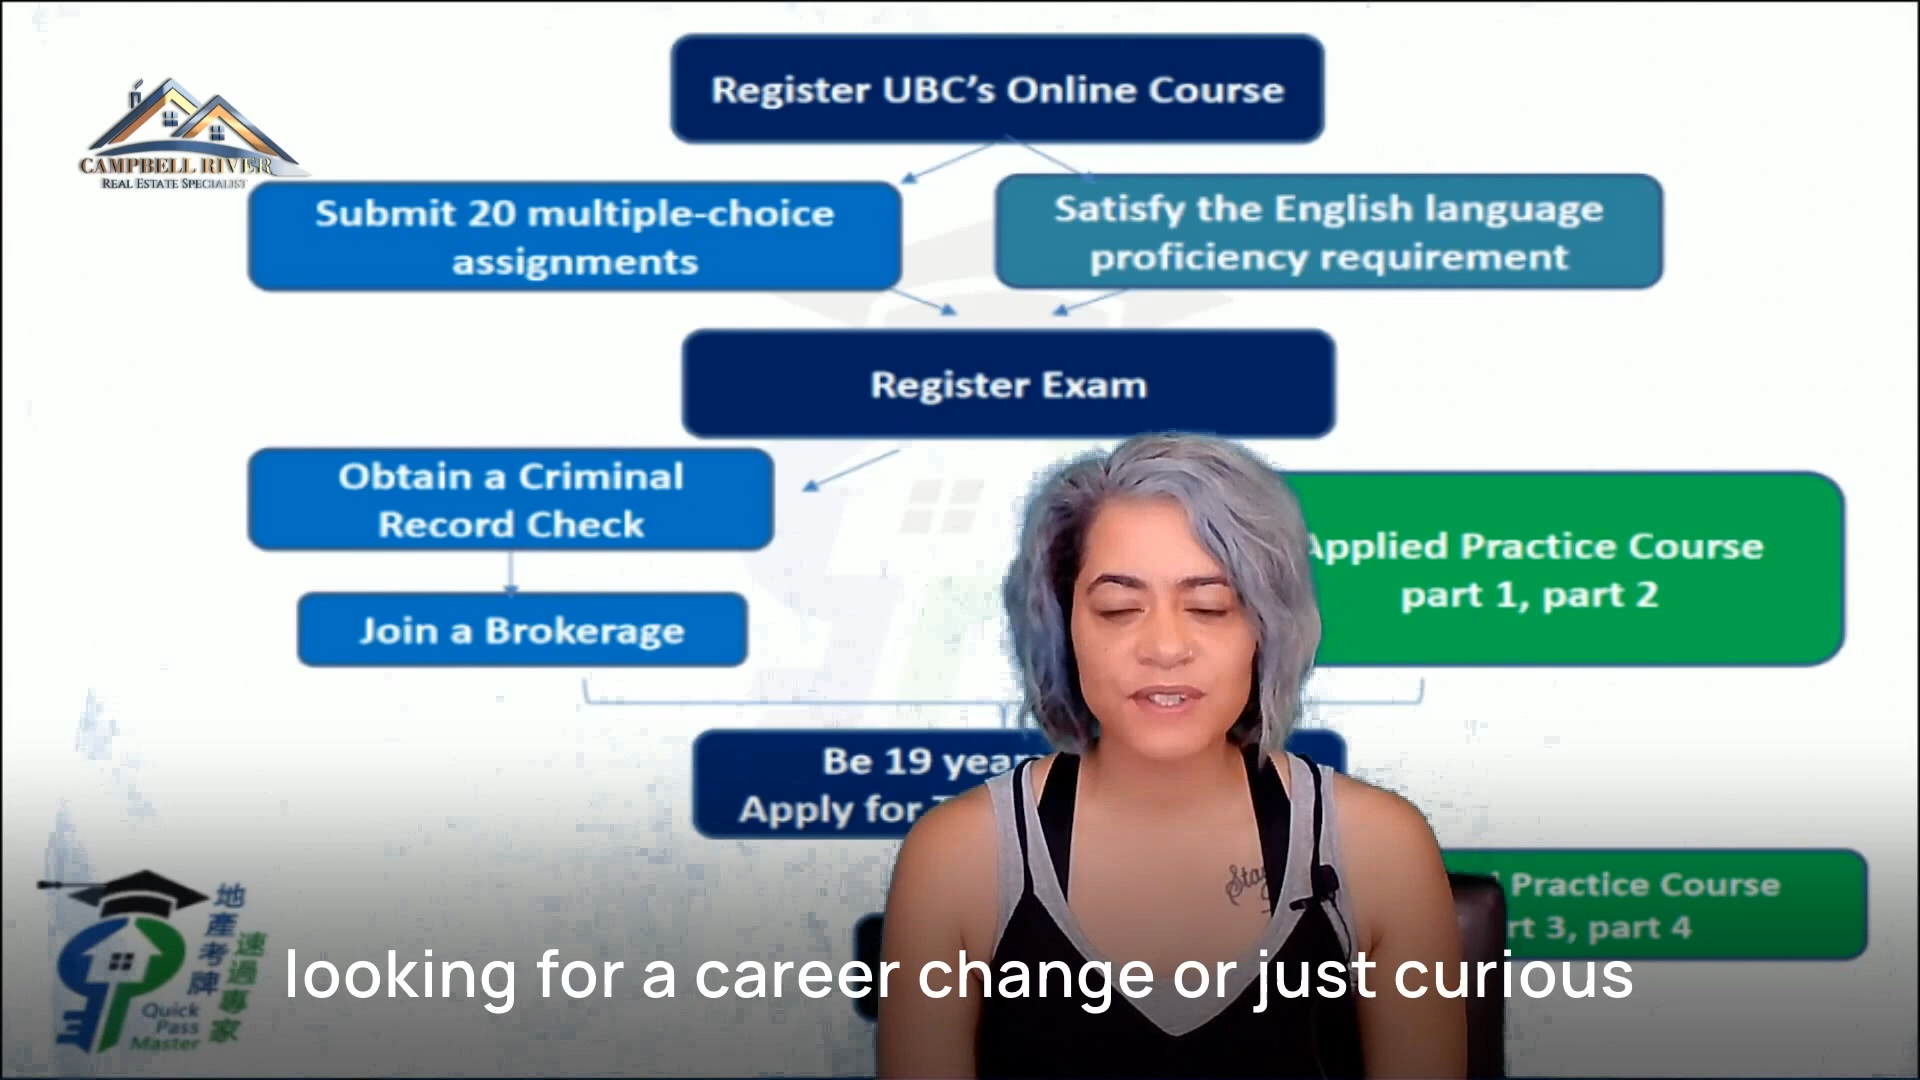 Register UBC's Online Course
CAMPBELL RIVER
REAL ESTATE SPECIALIST
Submit 20 multiple-choice
assignments
Satisfy the English language
proficiency requirement
Register Exam
Obtain a Criminal
Record Check
Applied Practice Course
part 1, part 2
Join a Brokerage
Be 19
Apply for
Practice Course
part 4
地產考牌
速過專家
Quick
Pass
Master
looking for a career change or just curious